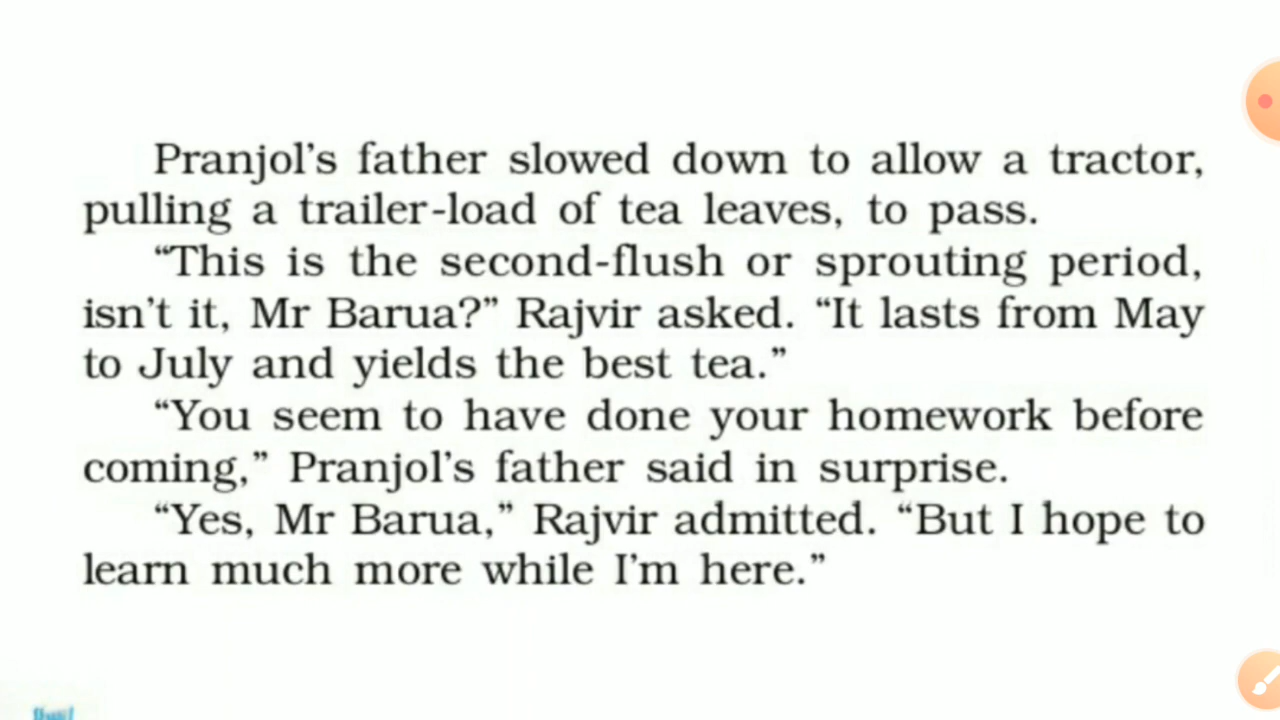 Pranjol’s father slowed down to allow a tractor,
pulling a trailer-load of tea leaves, to pass.
“This is the second-flush or sprouting period,
isn’t it, Mr Barua?” Rajvir asked. “It lasts from May
to July and yields the best tea.”
“You seem to have done your homework before
coming,” Pranjol’s father said in surprise.
“Yes, Mr Barua,” Rajvir admitted. “But I hope to
learn much more while I’m here.”